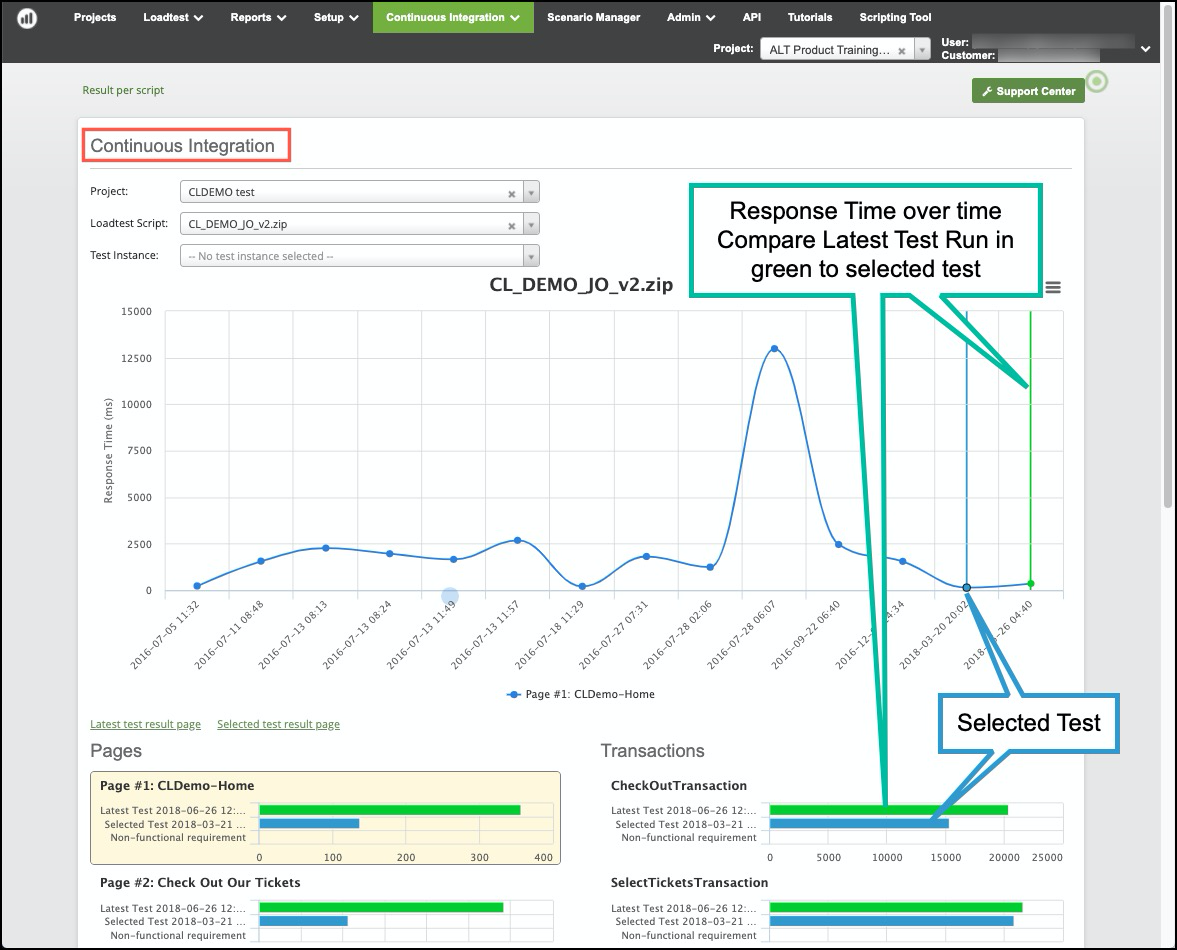 Projects Loadtest Reports Setup Continuous Integration Scenario Manager Admin API Tutorials Scripting Tool
Project: ALT Product Training... User:
Customer:
Result per script
Support Center
Continuous Integration
Project: CLDEMO test
Loadtest Script: CL_DEMO_JO_v2.zip
Test Instance: -- No test instance selected --
Response Time over time
Compare Latest Test Run in
green to selected test
CL_DEMO_JO_v2.zip
15000
12500
10000
7500
5000
2500
0
Response Time (ms)
2016-07-05 11:32
2016-07-11 08:48
2016-07-13 08:13
2016-07-13 08:24
2016-07-13 11:49
2016-07-13 11:57
2016-07-18 11:29
2016-07-27 07:31
2016-07-28 02:06
2016-07-28 06:07
2016-09-22 06:40
2016-12- :34
2018-03-20 20:02
2018- -26 04:40
Page #1: CLDemo-Home
Selected Test
Latest test result page Selected test result page
Pages
Page #1: CLDemo-Home
Latest Test 2018-06-26 12:...
Selected Test 2018-03-21 ...
Non-functional requirement
0 100 200 300 400
Page #2: Check Out Our Tickets
Latest Test 2018-06-26 12:...
Selected Test 2018-03-21 ...
Non-functional requirement
Transactions
CheckOutTransaction
Latest Test 2018-06-26 12:...
Selected Test 2018-03-21 ...
Non-functional requirement
0 5000 10000 15000 20000 25000
SelectTicketsTransaction
Latest Test 2018-06-26 12:...
Selected Test 2018-03-21 ...
Non-functional requirement